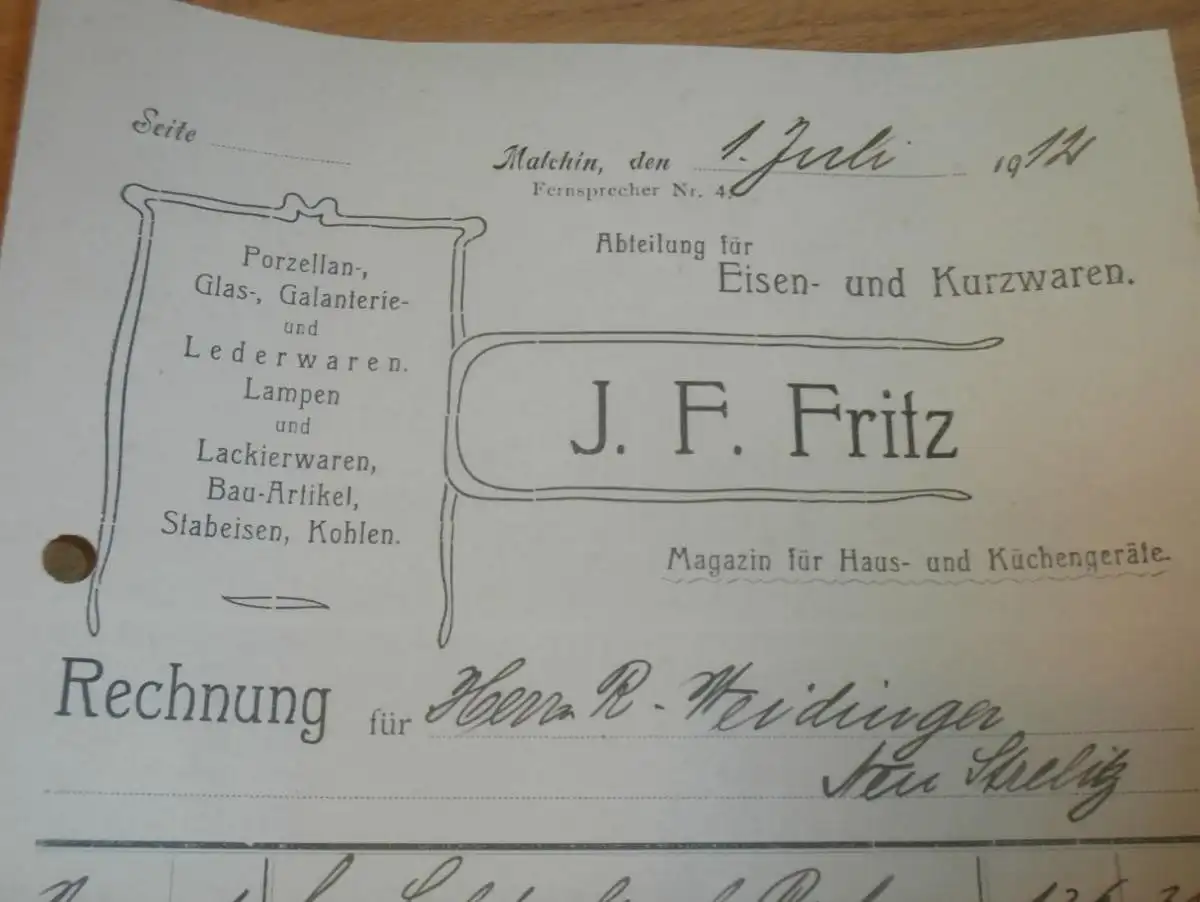 Seite
Malchin, den 1. Juli 1912
Fernsprecher Nr. 4.
Porzellan-,
Glas-, Galanterie-
und
Lederwaren.
Lampen
und
Lackierwaren,
Bau-Artikel,
Stabeisen, Kohlen.
Abteilung für
Eisen- und Kurzwaren.
J. F. Fritz
Magazin für Haus- und Küchengeräte.
Rechnung für Herrn R. Weidinger
Neu Strelitz